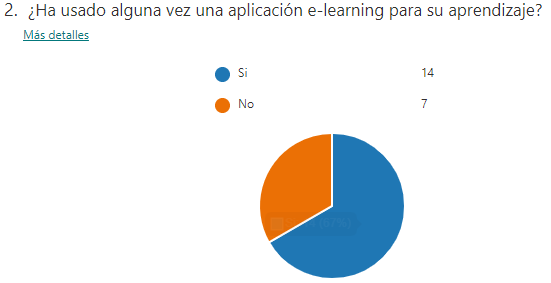 2. ¿Ha usado alguna vez una aplicación e-learning para su aprendizaje?
Más detalles
Si 14
No 7